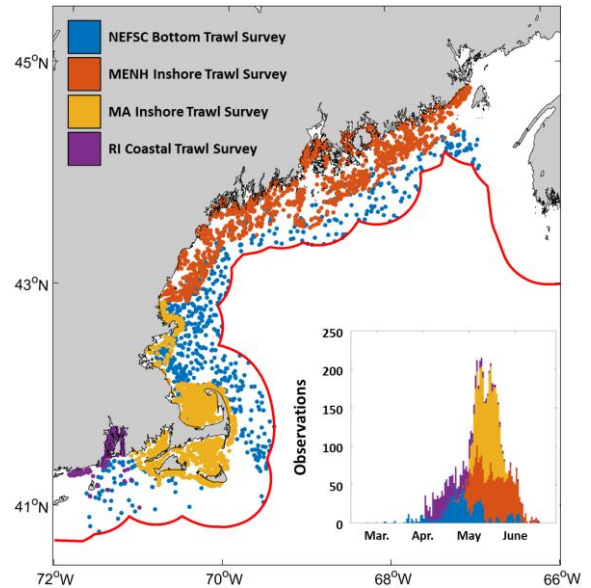 45°N
43°N
41°N
72°W
70°W
68°W
66°W
NEFSC Bottom Trawl Survey
MENH Inshore Trawl Survey
MA Inshore Trawl Survey
RI Coastal Trawl Survey
Observations
250
200
150
100
50
0
Mar.
Apr.
May
June